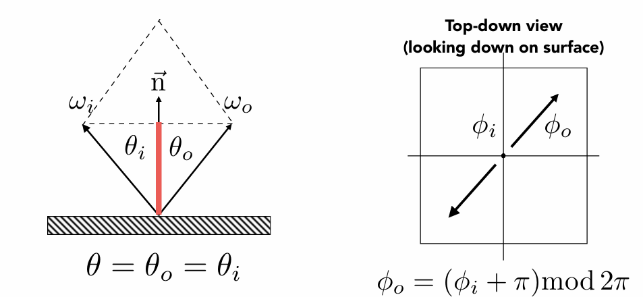 n⃗
ω_i
ω_o
θ_i
θ_o
θ = θ_o = θ_i
Top-down view
(looking down on surface)
ϕ_i
ϕ_o
ϕ_o = (ϕ_i + π)mod 2π